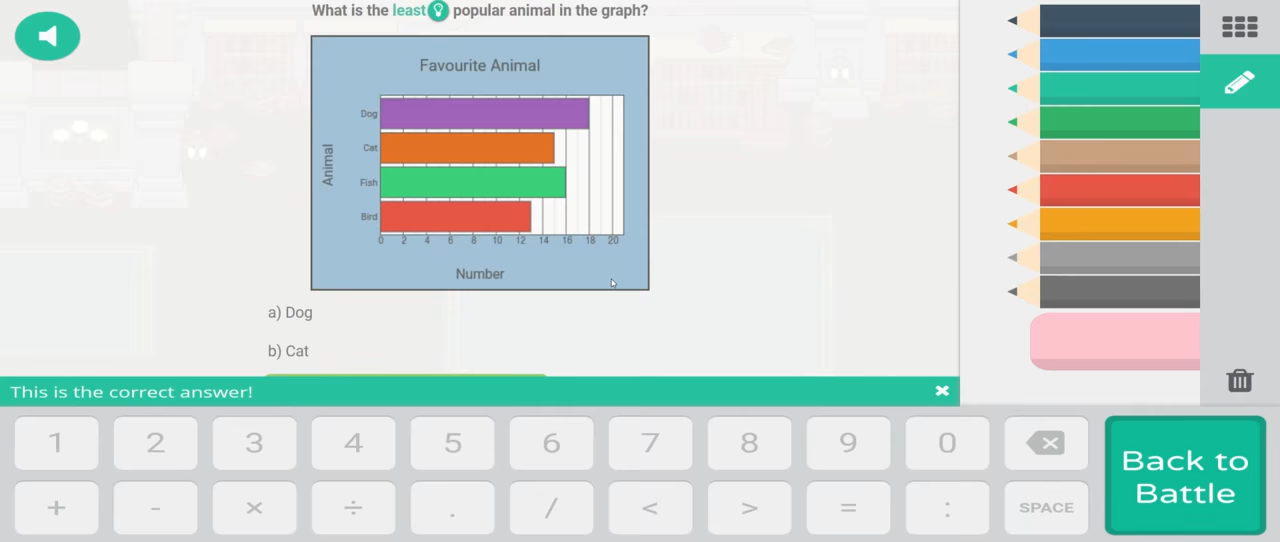 What is the least popular animal in the graph?
Favourite Animal
Animal
Dog
Cat
Fish
Bird
0 2 4 6 8 10 12 14 16 18 20
Number
a) Dog
b) Cat
This is the correct answer!
1 2 3 4 5 6 7 8 9 0
+ - × ÷ . / < > = : SPACE
Back to
Battle